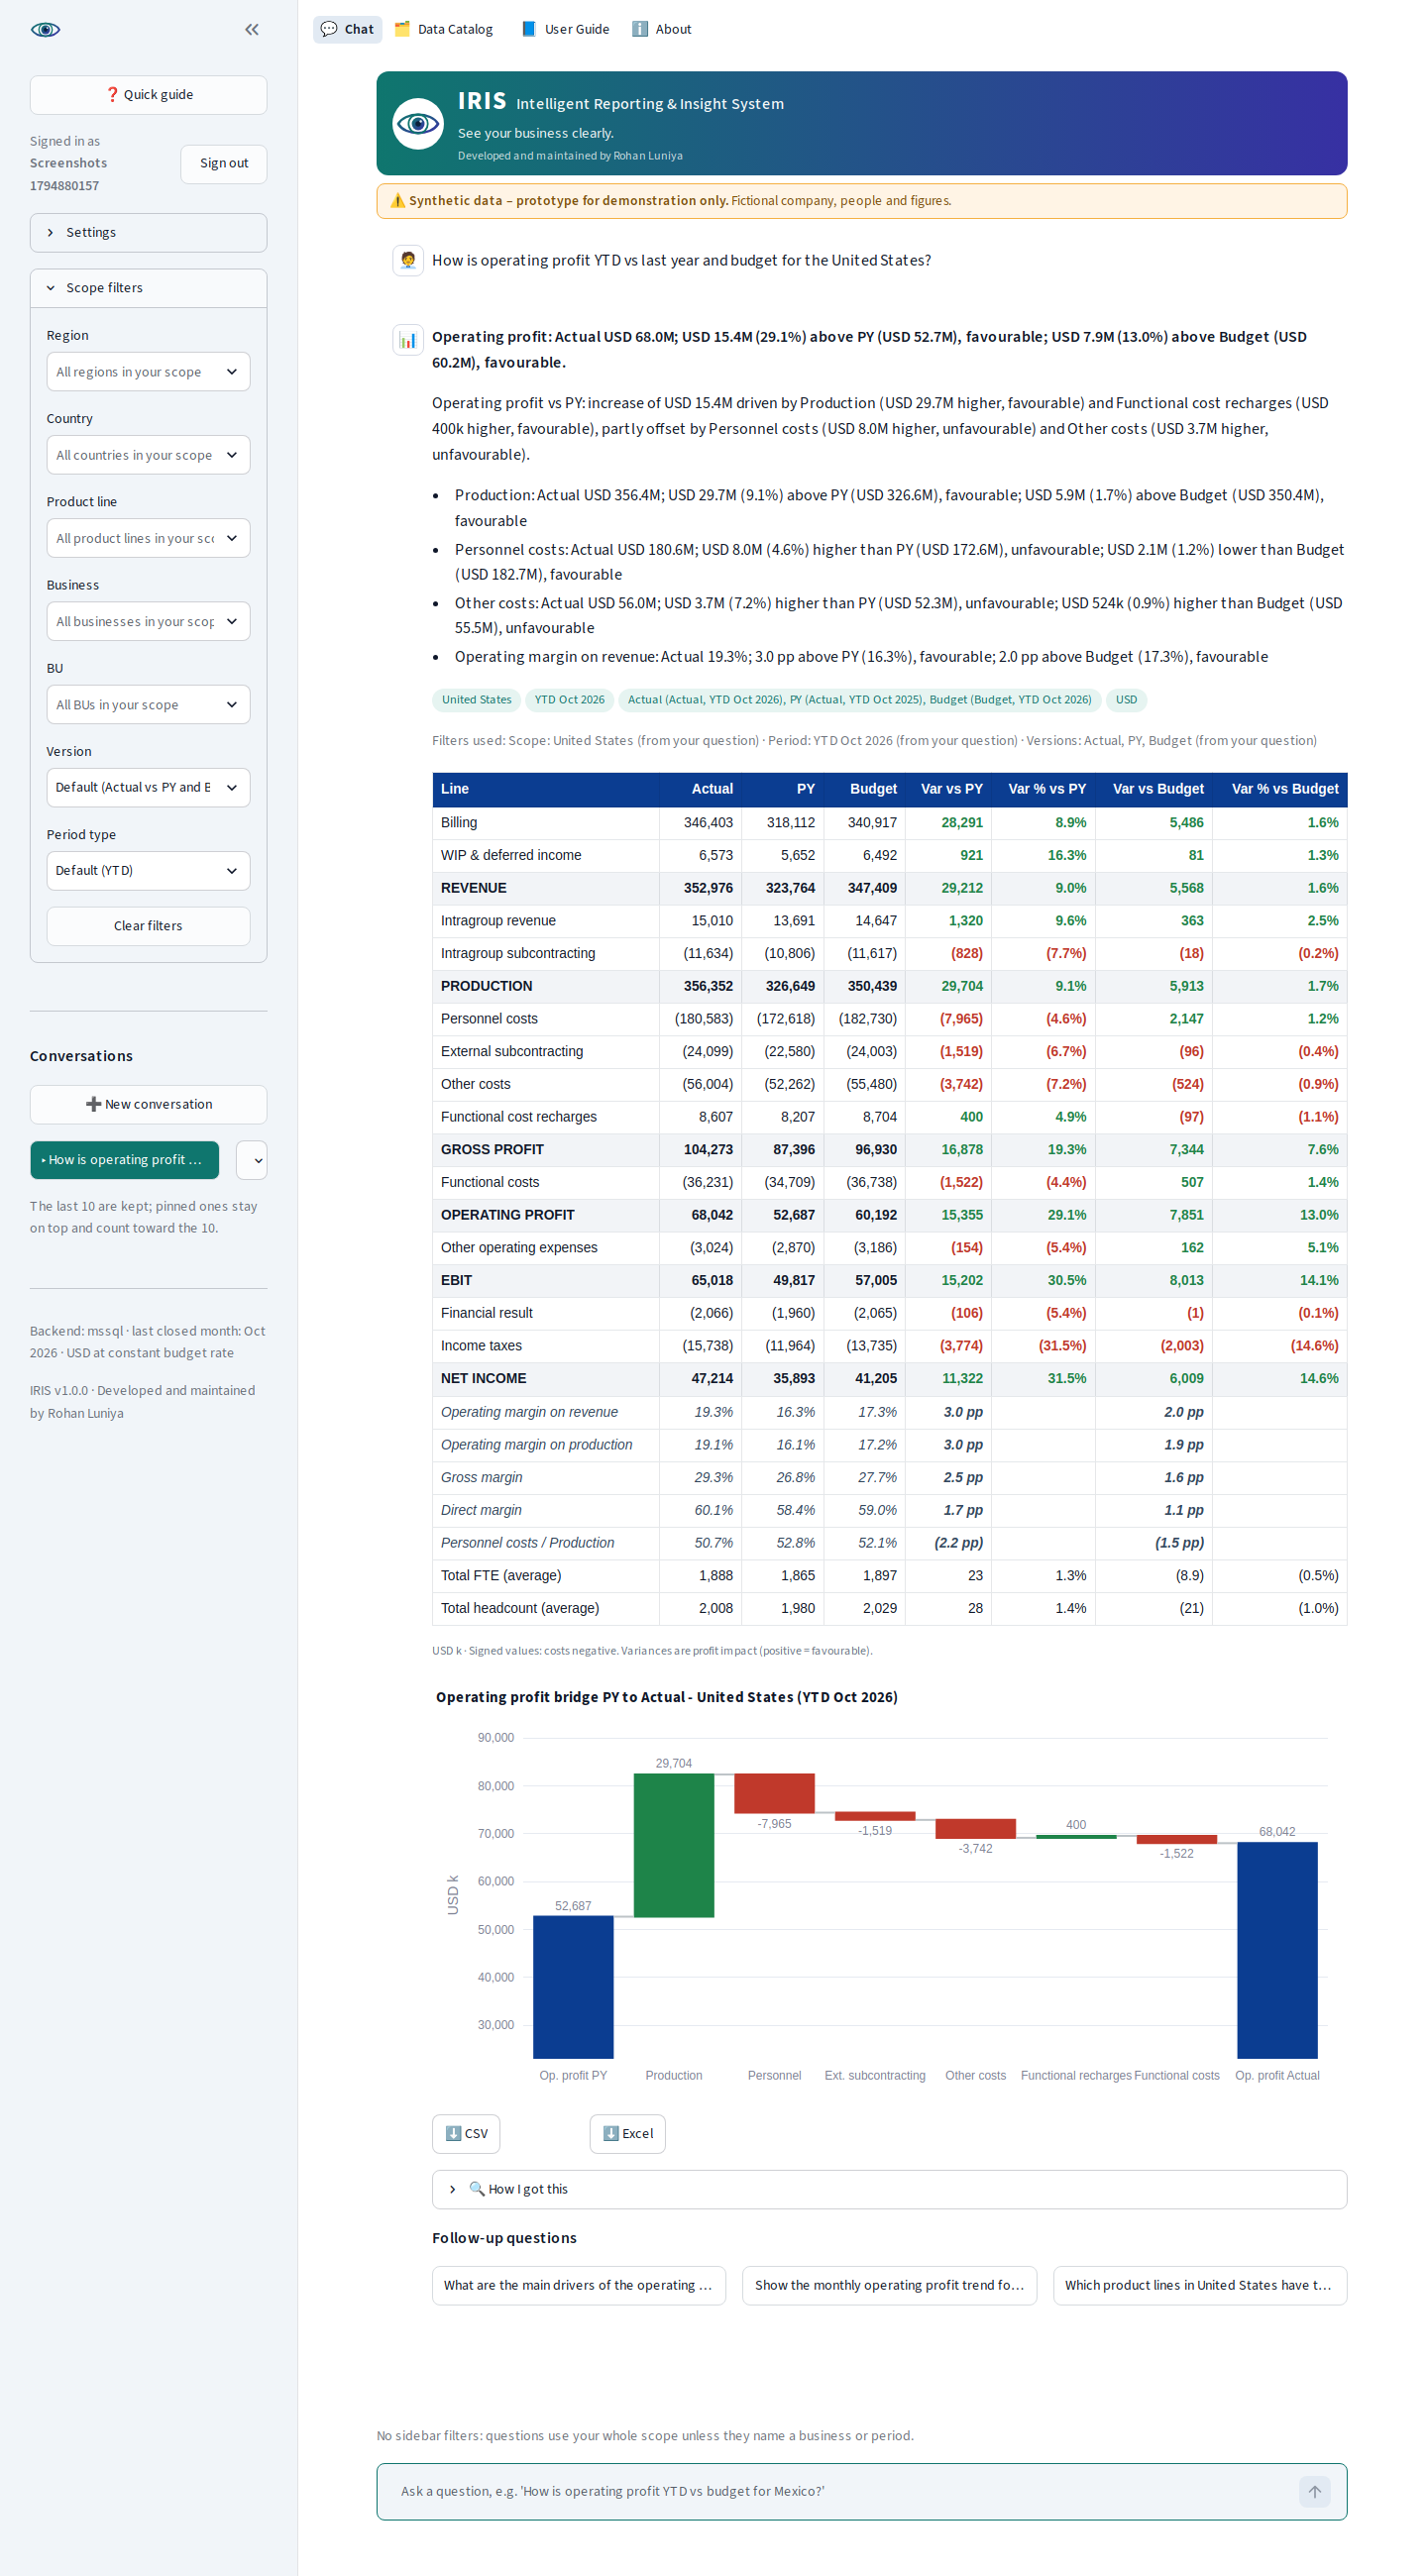 💬 Chat
🗂️ Data Catalog
📘 User Guide
ℹ️ About
❓ Quick guide
Signed in as
Screenshots
1794880157
Sign out
Settings
Scope filters
Region
All regions in your scope
Country
All countries in your scope
Product line
All product lines in your sc
Business
All businesses in your scop
BU
All BUs in your scope
Version
Default (Actual vs PY and B
Period type
Default (YTD)
Clear filters
Conversations
➕ New conversation
How is operating profit …
The last 10 are kept; pinned ones stay
on top and count toward the 10.
Backend: mssql · last closed month: Oct
2026 · USD at constant budget rate
IRIS v1.0.0 · Developed and maintained
by Rohan Luniya
IRIS Intelligent Reporting & Insight System
See your business clearly.
Developed and maintained by Rohan Luniya
⚠️ Synthetic data – prototype for demonstration only. Fictional company, people and figures.
How is operating profit YTD vs last year and budget for the United States?
Operating profit: Actual USD 68.0M; USD 15.4M (29.1%) above PY (USD 52.7M), favourable; USD 7.9M (13.0%) above Budget (USD
60.2M), favourable.
Operating profit vs PY: increase of USD 15.4M driven by Production (USD 29.7M higher, favourable) and Functional cost recharges (USD
400k higher, favourable), partly offset by Personnel costs (USD 8.0M higher, unfavourable) and Other costs (USD 3.7M higher,
unfavourable).
• Production: Actual USD 356.4M; USD 29.7M (9.1%) above PY (USD 326.6M), favourable; USD 5.9M (1.7%) above Budget (USD 350.4M),
favourable
• Personnel costs: Actual USD 180.6M; USD 8.0M (4.6%) higher than PY (USD 172.6M), unfavourable; USD 2.1M (1.2%) lower than Budget
(USD 182.7M), favourable
• Other costs: Actual USD 56.0M; USD 3.7M (7.2%) higher than PY (USD 52.3M), unfavourable; USD 524k (0.9%) higher than Budget (USD
55.5M), unfavourable
• Operating margin on revenue: Actual 19.3%; 3.0 pp above PY (16.3%), favourable; 2.0 pp above Budget (17.3%), favourable
United States YTD Oct 2026 Actual (Actual, YTD Oct 2026), PY (Actual, YTD Oct 2025), Budget (Budget, YTD Oct 2026) USD
Filters used: Scope: United States (from your question) · Period: YTD Oct 2026 (from your question) · Versions: Actual, PY, Budget (from your question)
Line Actual PY Budget Var vs PY Var % vs PY Var vs Budget Var % vs Budget
Billing 346,403 318,112 340,917 28,291 8.9% 5,486 1.6%
WIP & deferred income 6,573 5,652 6,492 921 16.3% 81 1.3%
REVENUE 352,976 323,764 347,409 29,212 9.0% 5,568 1.6%
Intragroup revenue 15,010 13,691 14,647 1,320 9.6% 363 2.5%
Intragroup subcontracting (11,634) (10,806) (11,617) (828) (7.7%) (18) (0.2%)
PRODUCTION 356,352 326,649 350,439 29,704 9.1% 5,913 1.7%
Personnel costs (180,583) (172,618) (182,730) (7,965) (4.6%) 2,147 1.2%
External subcontracting (24,099) (22,580) (24,003) (1,519) (6.7%) (96) (0.4%)
Other costs (56,004) (52,262) (55,480) (3,742) (7.2%) (524) (0.9%)
Functional cost recharges 8,607 8,207 8,704 400 4.9% (97) (1.1%)
GROSS PROFIT 104,273 87,396 96,930 16,878 19.3% 7,344 7.6%
Functional costs (36,231) (34,709) (36,738) (1,522) (4.4%) 507 1.4%
OPERATING PROFIT 68,042 52,687 60,192 15,355 29.1% 7,851 13.0%
Other operating expenses (3,024) (2,870) (3,186) (154) (5.4%) 162 5.1%
EBIT 65,018 49,817 57,005 15,202 30.5% 8,013 14.1%
Financial result (2,066) (1,960) (2,065) (106) (5.4%) (1) (0.1%)
Income taxes (15,738) (11,964) (13,735) (3,774) (31.5%) (2,003) (14.6%)
NET INCOME 47,214 35,893 41,205 11,322 31.5% 6,009 14.6%
Operating margin on revenue 19.3% 16.3% 17.3% 3.0 pp 2.0 pp
Operating margin on production 19.1% 16.1% 17.2% 3.0 pp 1.9 pp
Gross margin 29.3% 26.8% 27.7% 2.5 pp 1.6 pp
Direct margin 60.1% 58.4% 59.0% 1.7 pp 1.1 pp
Personnel costs / Production 50.7% 52.8% 52.1% (2.2 pp) (1.5 pp)
Total FTE (average) 1,888 1,865 1,897 23 1.3% (8.9) (0.5%)
Total headcount (average) 2,008 1,980 2,029 28 1.4% (21) (1.0%)
USD k · Signed values: costs negative. Variances are profit impact (positive = favourable).
Operating profit bridge PY to Actual - United States (YTD Oct 2026)
USD k
90,000
80,000
70,000
60,000
50,000
40,000
30,000
52,687
29,704
-7,965
-1,519
-3,742
400
-1,522
68,042
Op. profit PY
Production
Personnel
Ext. subcontracting
Other costs
Functional recharges
Functional costs
Op. profit Actual
⬇️ CSV
⬇️ Excel
🔍 How I got this
Follow-up questions
What are the main drivers of the operating …
Show the monthly operating profit trend fo…
Which product lines in United States have t…
No sidebar filters: questions use your whole scope unless they name a business or period.
Ask a question, e.g. 'How is operating profit YTD vs budget for Mexico?'